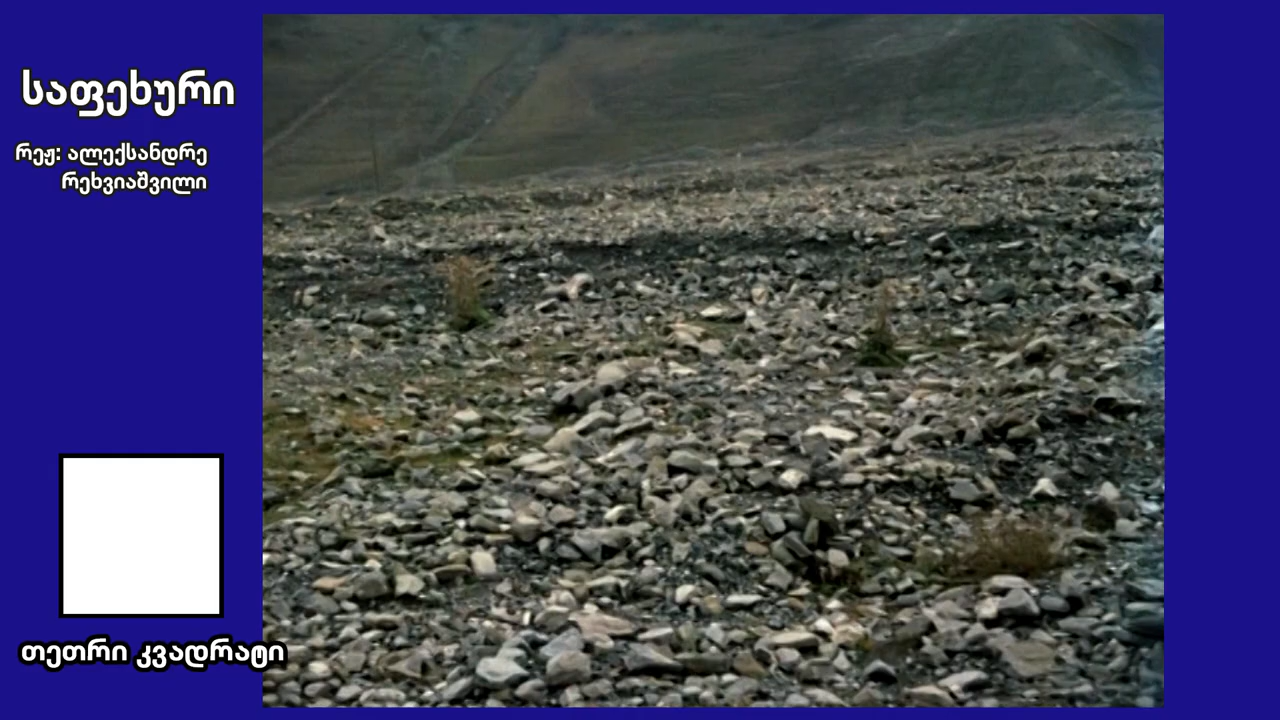 საფეხური
რეჟ: ალექსანდრე
რეხვიაშვილი
თეთრი კვადრატი